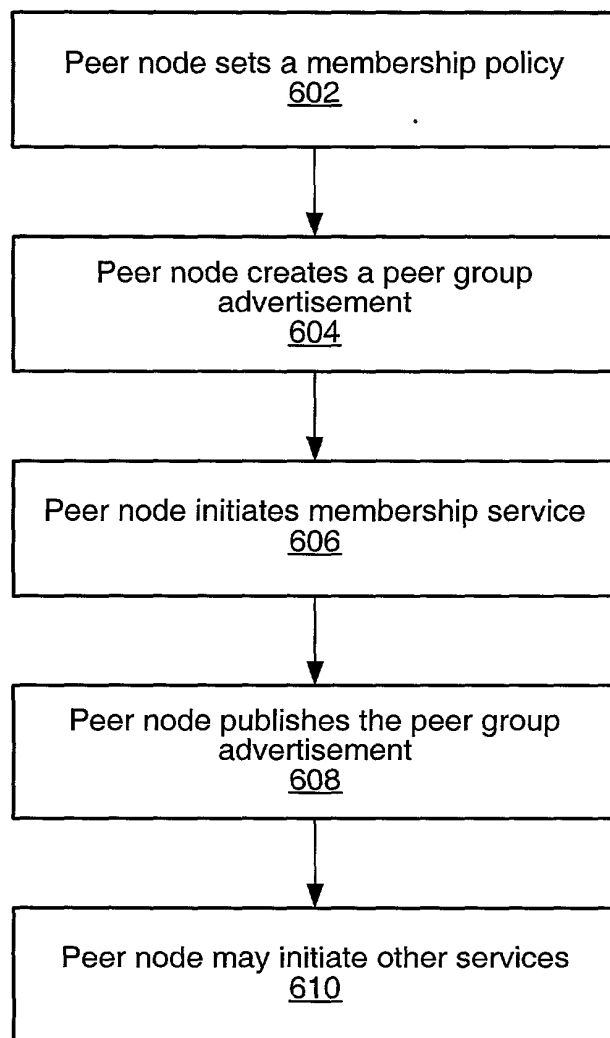 Peer node sets a membership policy
602
Peer node creates a peer group
advertisement
604
Peer node initiates membership service
606
Peer node publishes the peer group
advertisement
608
Peer node may initiate other services
610